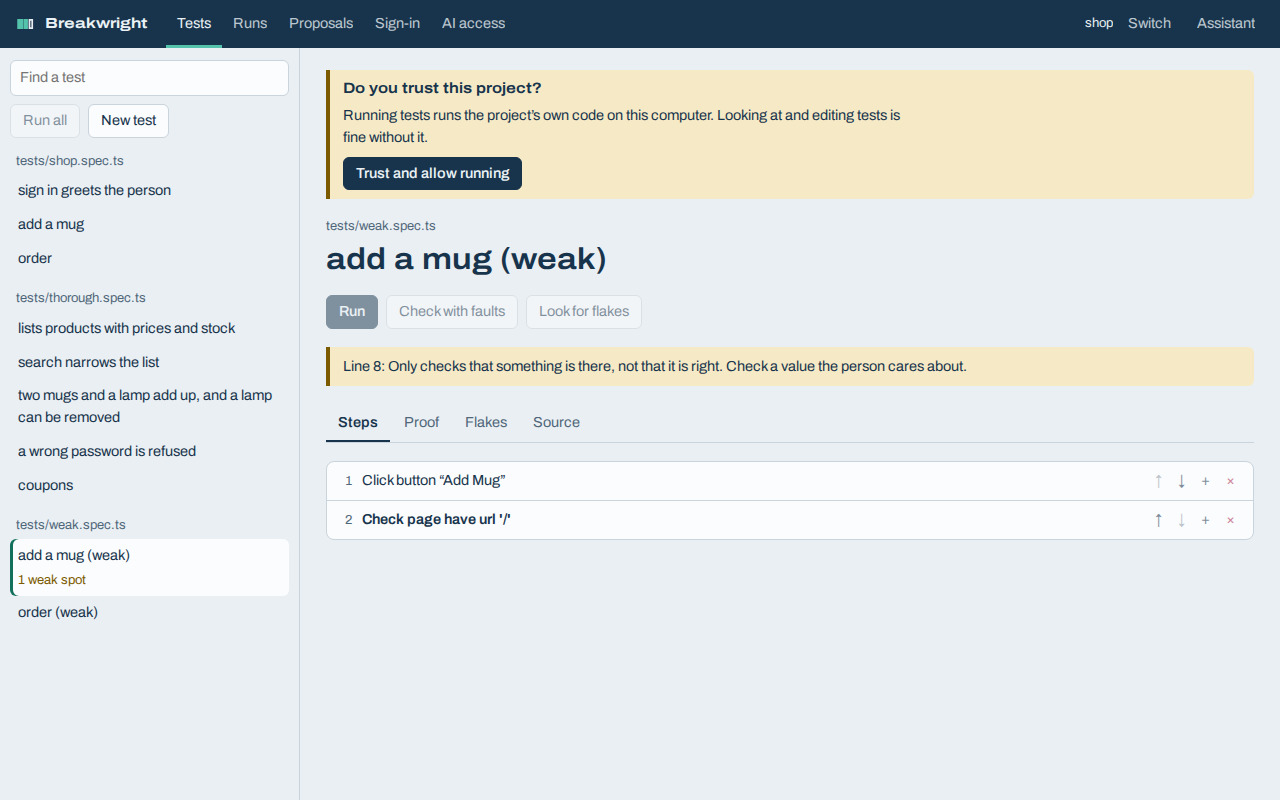 Breakwright
Tests
Runs
Proposals
Sign-in
AI access
shop
Switch
Assistant
Find a test
Run all
New test
tests/shop.spec.ts
sign in greets the person
add a mug
order
tests/thorough.spec.ts
lists products with prices and stock
search narrows the list
two mugs and a lamp add up, and a lamp
can be removed
a wrong password is refused
coupons
tests/weak.spec.ts
add a mug (weak)
1 weak spot
order (weak)
Do you trust this project?
Running tests runs the project’s own code on this computer. Looking at and editing tests is
fine without it.
Trust and allow running
tests/weak.spec.ts
add a mug (weak)
Run
Check with faults
Look for flakes
Line 8: Only checks that something is there, not that it is right. Check a value the person cares about.
Steps
Proof
Flakes
Source
1 Click button “Add Mug” ↑ ↓ + ×
2 Check page have url '/' ↑ ↓ + ×